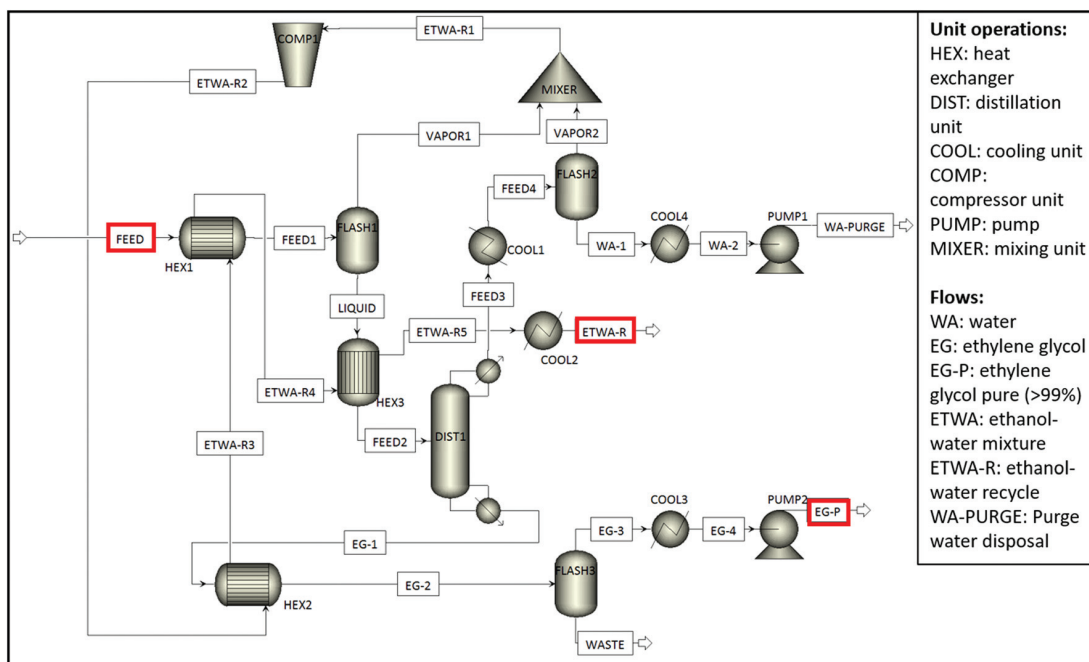 COMP1
ETWA-R1
ETWA-R2
MIXER
VAPOR1
VAPOR2
FEED4
FLASH2
FEED
HEX1
FEED1
FLASH1
COOL1
WA-1
COOL4
WA-2
PUMP1
WA-PURGE
FEED3
LIQUID
ETWA-R5
COOL2
ETWA-R
ETWA-R4
HEX3
ETWA-R3
FEED2
DIST1
EG-1
HEX2
EG-2
FLASH3
EG-3
COOL3
EG-4
PUMP2
EG-P
WASTE
Unit operations:
HEX: heat
exchanger
DIST: distillation
unit
COOL: cooling unit
COMP:
compressor unit
PUMP: pump
MIXER: mixing unit
Flows:
WA: water
EG: ethylene glycol
EG-P: ethylene
glycol pure (>99%)
ETWA: ethanol-
water mixture
ETWA-R: ethanol-
water recycle
WA-PURGE: Purge
water disposal